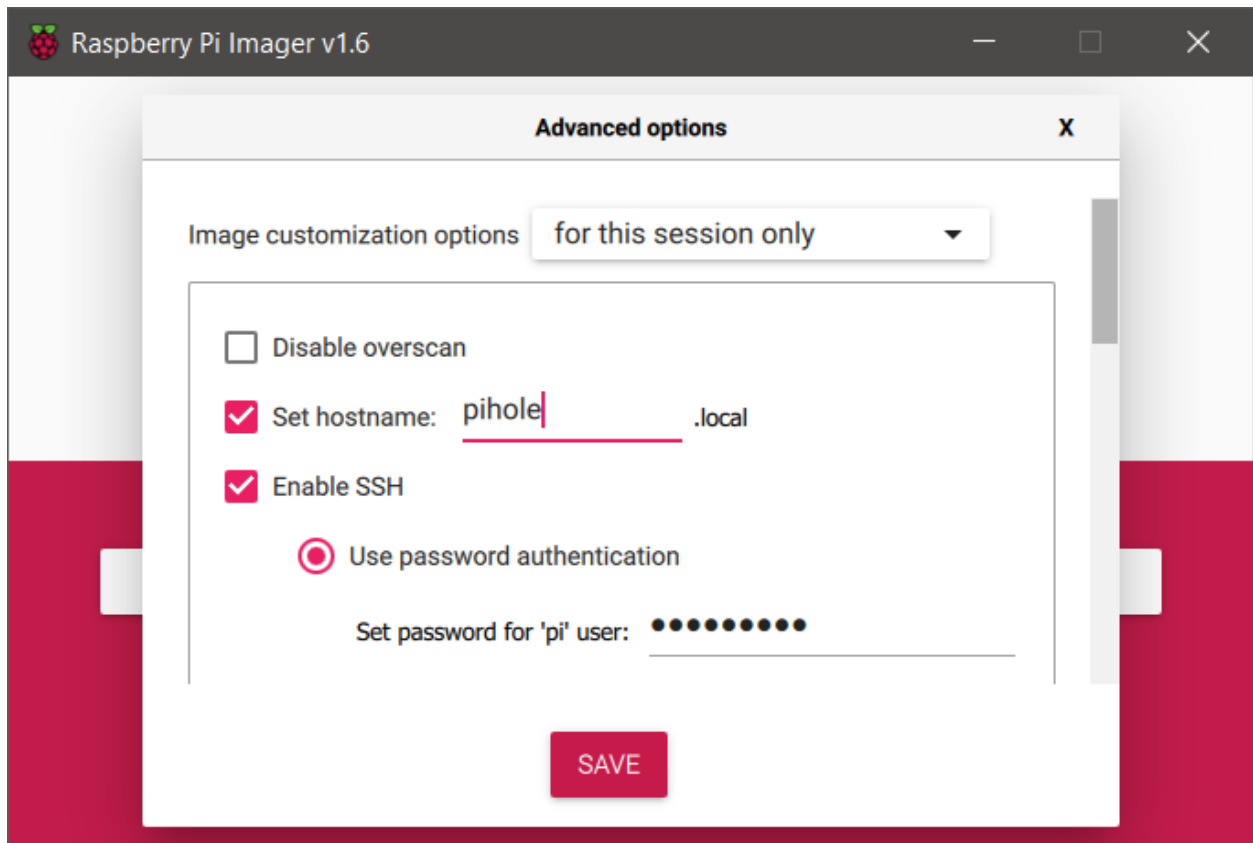 Raspberry Pi Imager v1.6
Advanced options X
Image customization options for this session only
Disable overscan
Set hostname: pihole .local
Enable SSH
Use password authentication
Set password for 'pi' user: •••••••••
SAVE